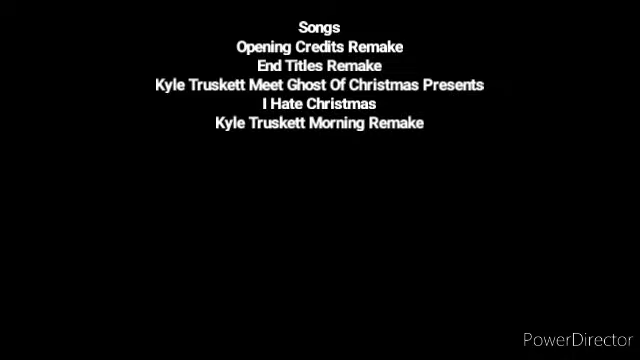 Songs
Opening Credits Remake
End Titles Remake
Kyle Truskett Meet Ghost Of Christmas Presents
I Hate Christmas
Kyle Truskett Morning Remake
PowerDirector